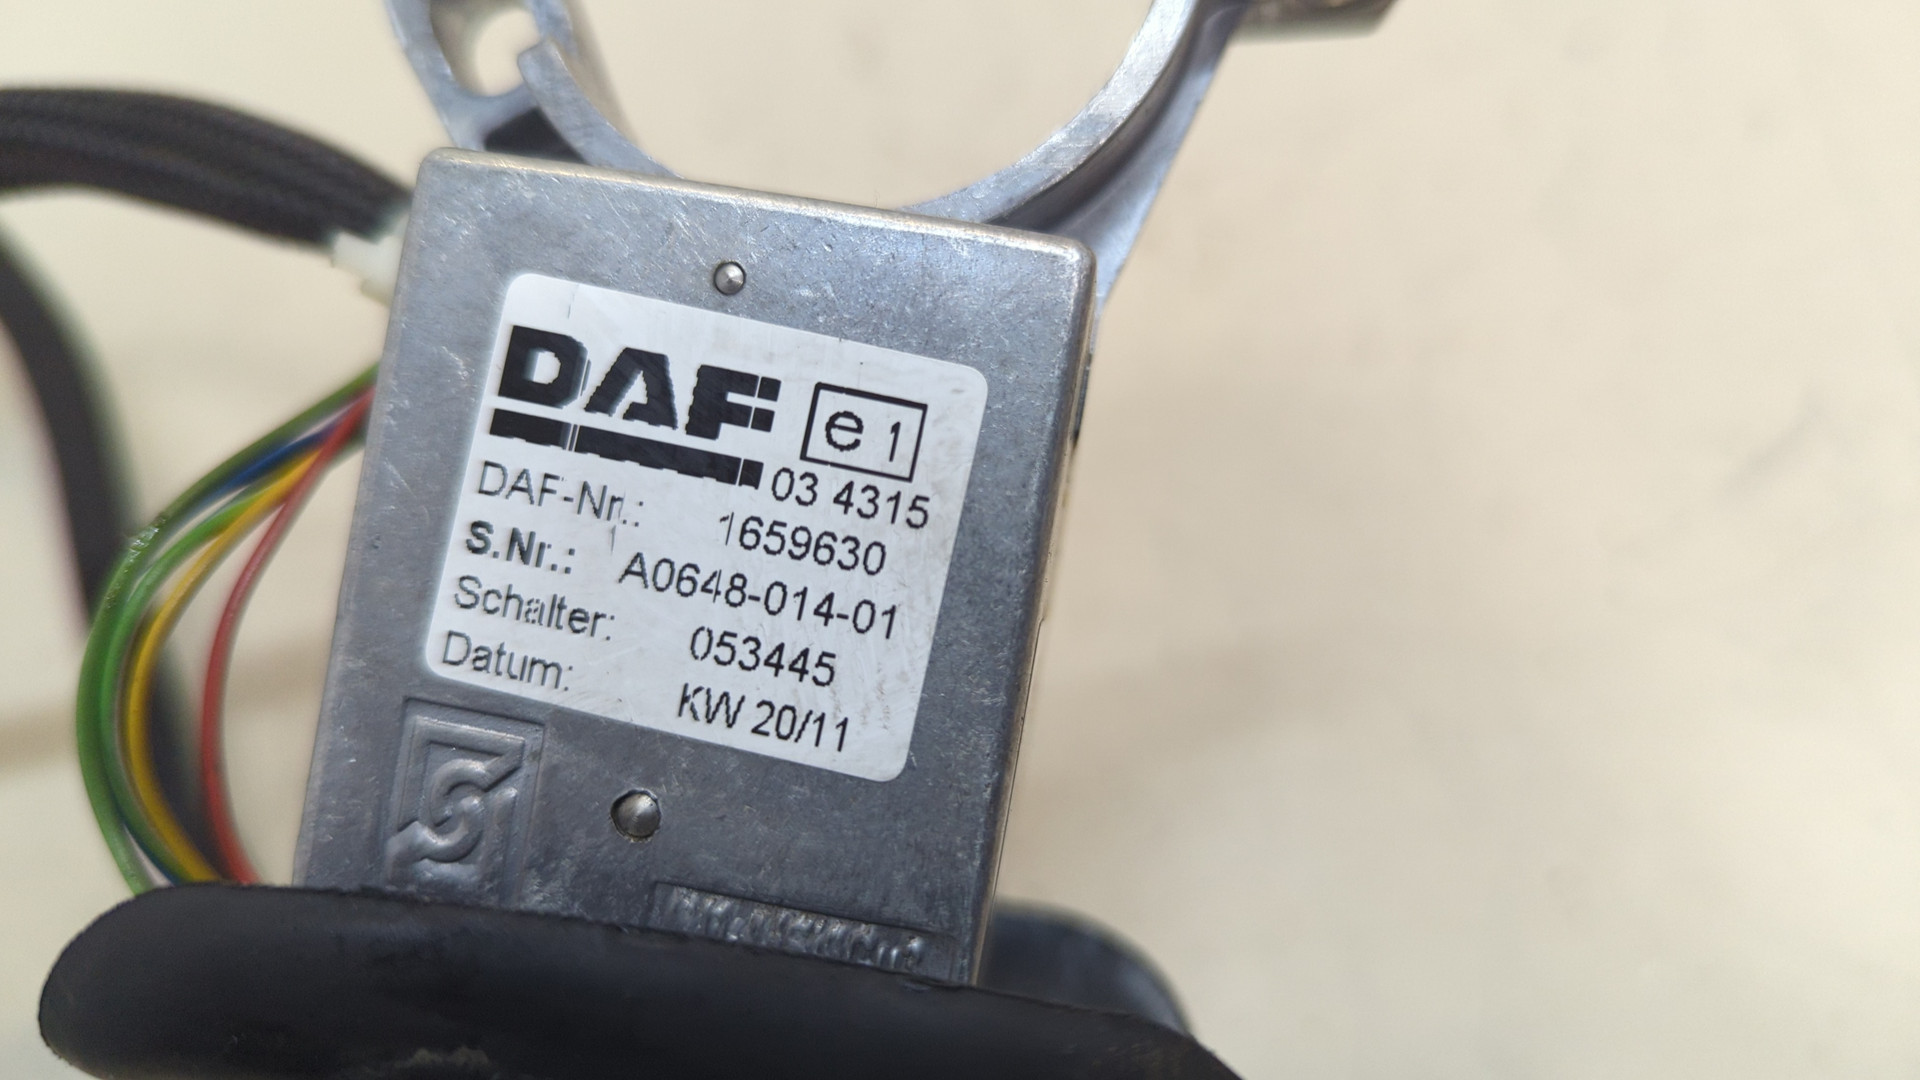 DAF
e 1
03 4315
DAF-Nr.: 1659630
S.Nr.: A0648-014-01
Schalter: 053445
Datum: KW 20/11